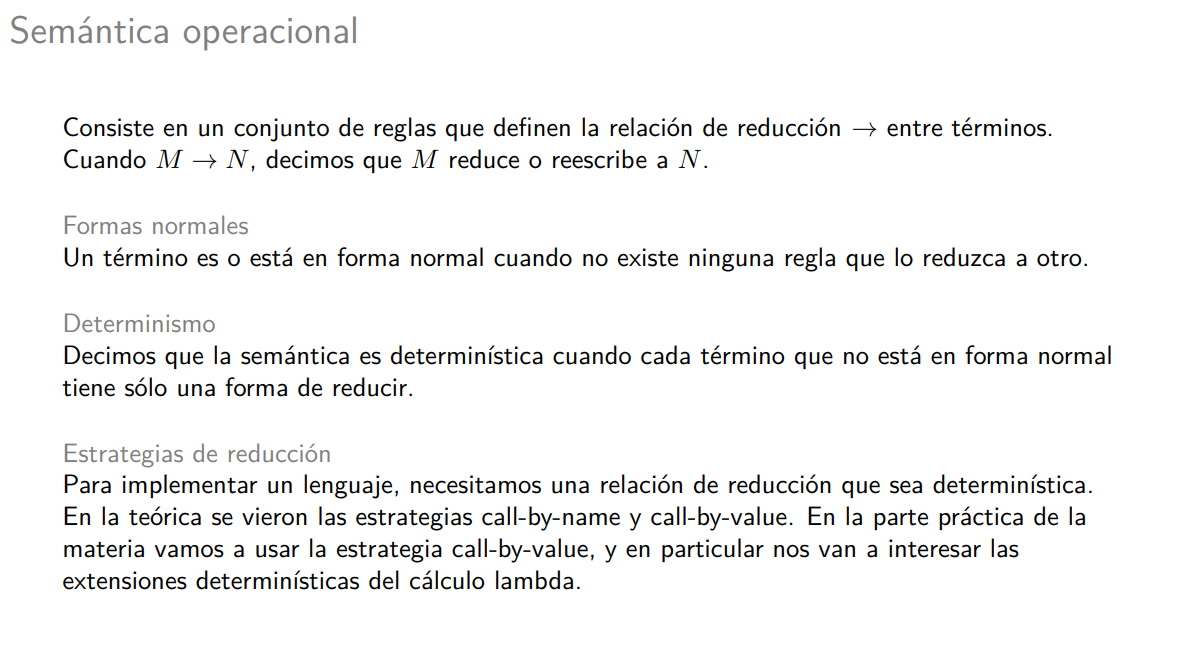 Semántica operacional
Consiste en un conjunto de reglas que definen la relación de reducción → entre términos.
Cuando M → N, decimos que M reduce o reescribe a N.
Formas normales
Un término es o está en forma normal cuando no existe ninguna regla que lo reduzca a otro.
Determinismo
Decimos que la semántica es determinística cuando cada término que no está en forma normal
tiene sólo una forma de reducir.
Estrategias de reducción
Para implementar un lenguaje, necesitamos una relación de reducción que sea determinística.
En la teórica se vieron las estrategias call-by-name y call-by-value. En la parte práctica de la
materia vamos a usar la estrategia call-by-value, y en particular nos van a interesar las
extensiones determinísticas del cálculo lambda.